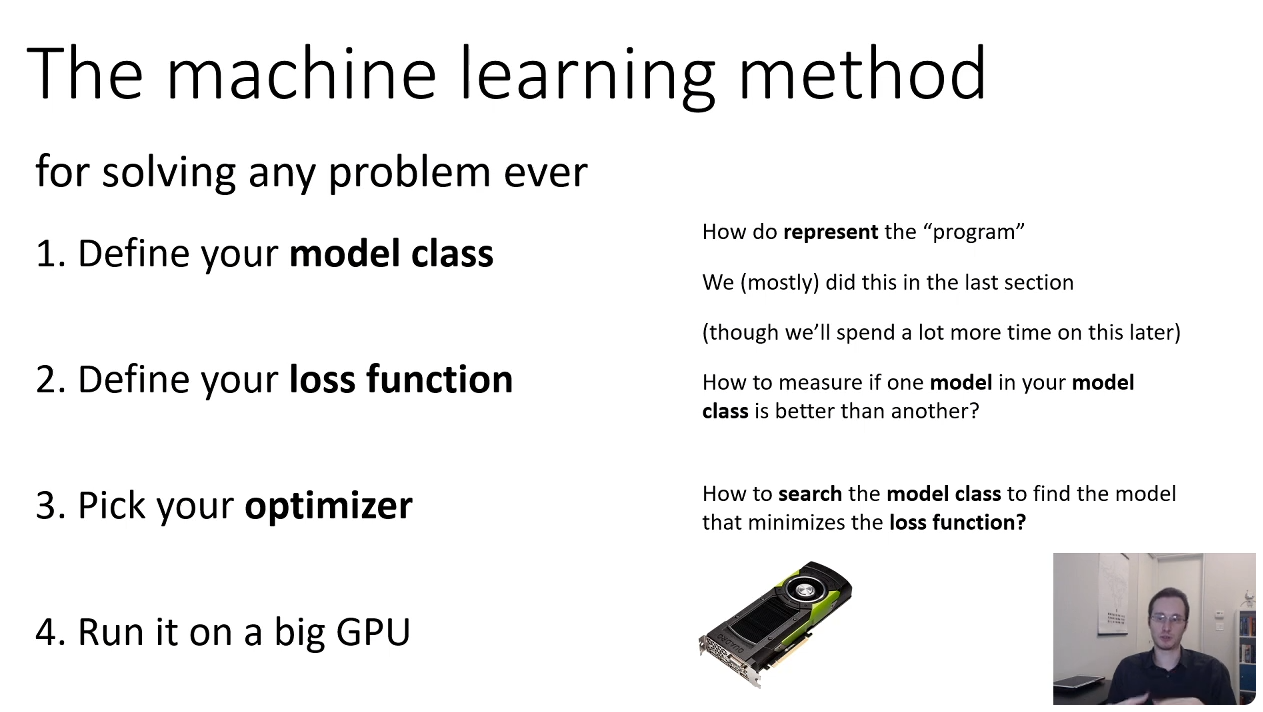 The machine learning method
for solving any problem ever
1. Define your model class
How do represent the “program”
We (mostly) did this in the last section
(though we’ll spend a lot more time on this later)
2. Define your loss function
How to measure if one model in your model
class is better than another?
3. Pick your optimizer
How to search the model class to find the model
that minimizes the loss function?
4. Run it on a big GPU